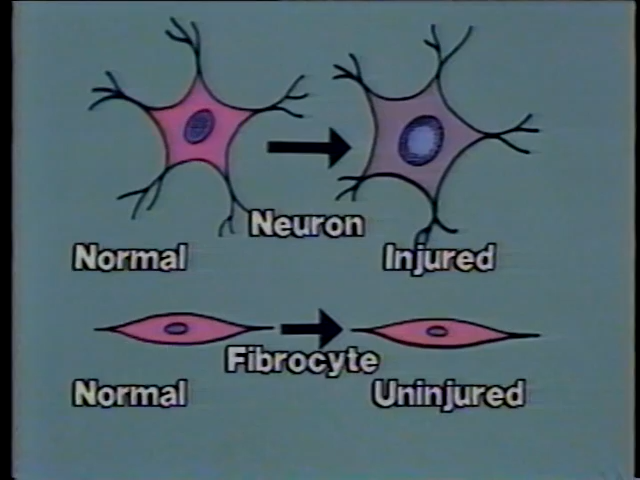 Neuron
Normal
Injured
Fibrocyte
Normal
Uninjured